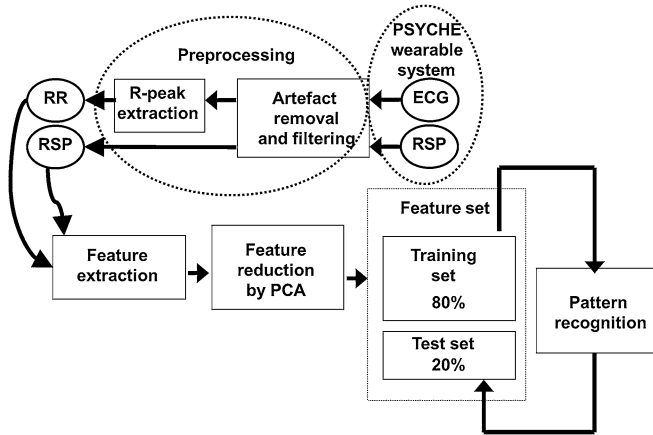 Preprocessing
PSYCHE
wearable
system
RR
R-peak
extraction
Artefact
removal
and filtering
ECG
RSP
RSP
Feature set
Feature
extraction
Feature
reduction
by PCA
Training
set
80%
Test set
20%
Pattern
recognition